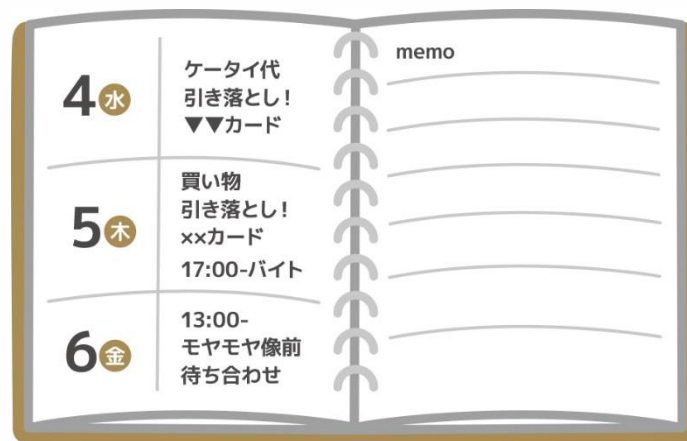 4 水
ケータイ代
引き落とし!
▼▼カード
5 木
買い物
引き落とし!
××カード
17:00-バイト
6 金
13:00-
モヤモヤ像前
待ち合わせ
memo